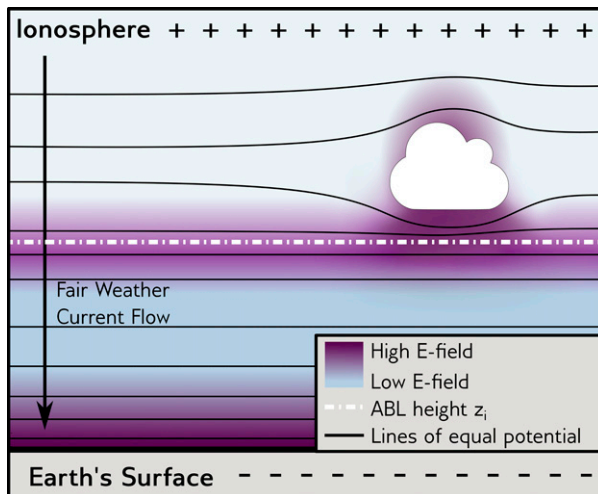 Ionosphere + + + + + + + + + + + + +
Fair Weather
Current Flow
High E-field
Low E-field
ABL height zᵢ
Lines of equal potential
Earth's Surface - - - - - - - - - - - -